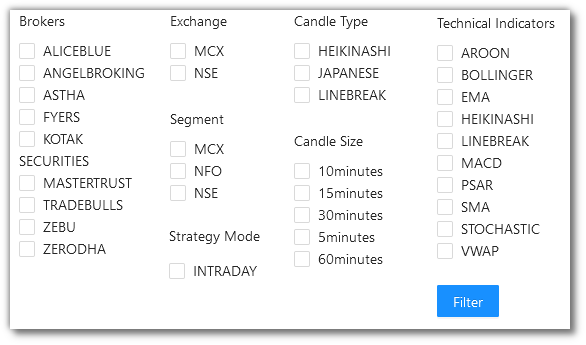 Brokers
ALICEBLUE
ANGELBROKING
ASTHA
FYERS
KOTAK
SECURITIES
MASTERTRUST
TRADEBULLS
ZEBU
ZERODHA
Exchange
MCX
NSE
Segment
MCX
NFO
NSE
Strategy Mode
INTRADAY
Candle Type
HEIKINASHI
JAPANESE
LINEBREAK
Candle Size
10minutes
15minutes
30minutes
5minutes
60minutes
Technical Indicators
AROON
BOLLINGER
EMA
HEIKINASHI
LINEBREAK
MACD
PSAR
SMA
STOCHASTIC
VWAP
Filter